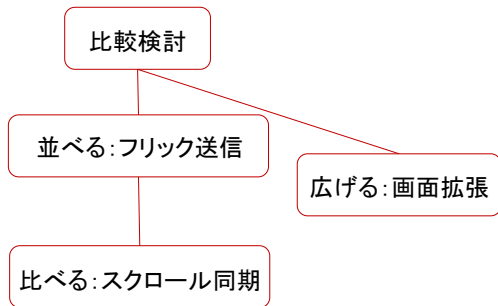 比較検討
並べる：フリック送信
広げる：画面拡張
比べる：スクロール同期